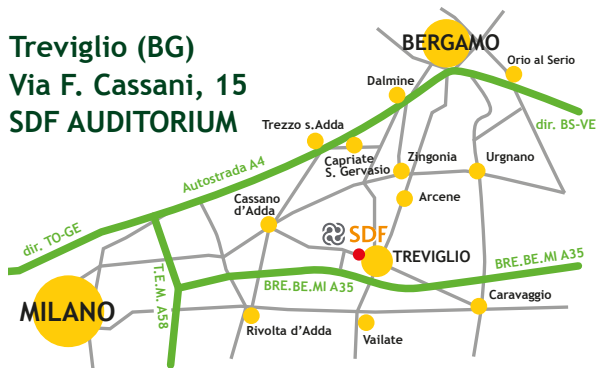 Treviglio (BG)
Via F. Cassani, 15
SDF AUDITORIUM
BERGAMO
Orio al Serio
Dalmine
dir. BS-VE
Trezzo s.Adda
Capriate
S. Gervasio
Zingonia
Urgnano
Autostrada A4
Cassano
d'Adda
Arcene
SDF
dir. TO-GE
TREVIGLIO
BRE.BE.MI A35
T.E.M. A58
BRE.BE.MI A35
MILANO
Caravaggio
Rivolta d'Adda
Vailate